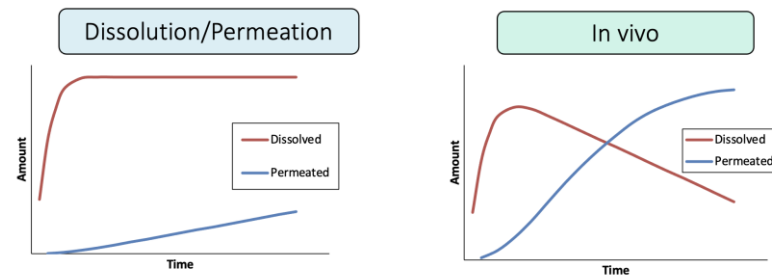 Dissolution/Permeation
Amount
Dissolved
Permeated
Time
In vivo
Amount
Dissolved
Permeated
Time